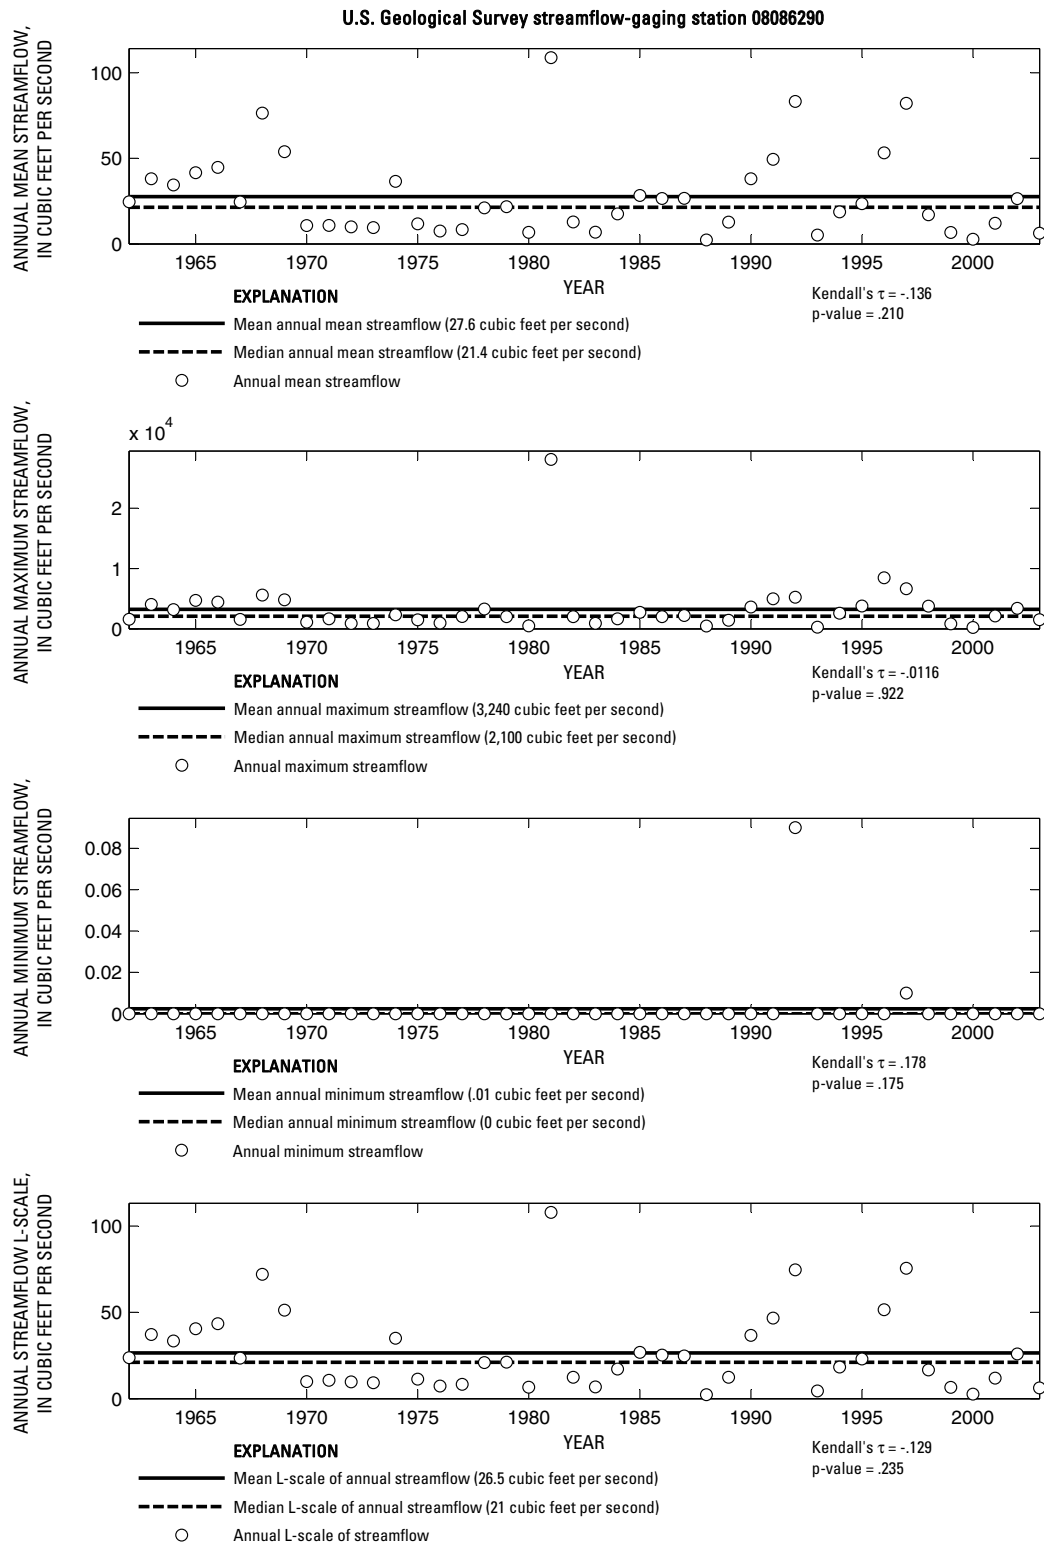 U.S. Geological Survey streamflow-gaging station 08086290
ANNUAL MEAN STREAMFLOW,
IN CUBIC FEET PER SECOND
100
50
0
1965 1970 1975 1980 1985 1990 1995 2000
YEAR
Kendall's τ = -.136
p-value = .210
EXPLANATION
Mean annual mean streamflow (27.6 cubic feet per second)
Median annual mean streamflow (21.4 cubic feet per second)
Annual mean streamflow
ANNUAL MAXIMUM STREAMFLOW,
IN CUBIC FEET PER SECOND
x 10^4
2
1
0
1965 1970 1975 1980 1985 1990 1995 2000
YEAR
Kendall's τ = -.0116
p-value = .922
EXPLANATION
Mean annual maximum streamflow (3,240 cubic feet per second)
Median annual maximum streamflow (2,100 cubic feet per second)
Annual maximum streamflow
ANNUAL MINIMUM STREAMFLOW,
IN CUBIC FEET PER SECOND
0.08
0.06
0.04
0.02
0
1965 1970 1975 1980 1985 1990 1995 2000
YEAR
Kendall's τ = .178
p-value = .175
EXPLANATION
Mean annual minimum streamflow (.01 cubic feet per second)
Median annual minimum streamflow (0 cubic feet per second)
Annual minimum streamflow
ANNUAL STREAMFLOW L-SCALE,
IN CUBIC FEET PER SECOND
100
50
0
1965 1970 1975 1980 1985 1990 1995 2000
YEAR
Kendall's τ = -.129
p-value = .235
EXPLANATION
Mean L-scale of annual streamflow (26.5 cubic feet per second)
Median L-scale of annual streamflow (21 cubic feet per second)
Annual L-scale of streamflow